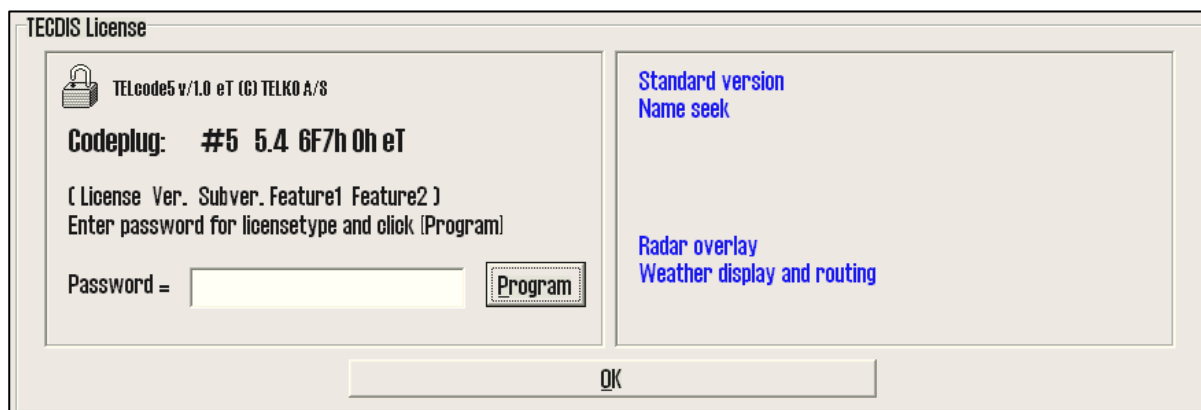 TECDIS License
TELcode5 v/1.0 eT (C) TELKO A/S
Codeplug: #5 5.4 6F7h 0h eT
( License Ver. Subver. Feature1 Feature2 )
Enter password for licensetype and click [Program]
Password =
Program
Standard version
Name seek
Radar overlay
Weather display and routing
OK